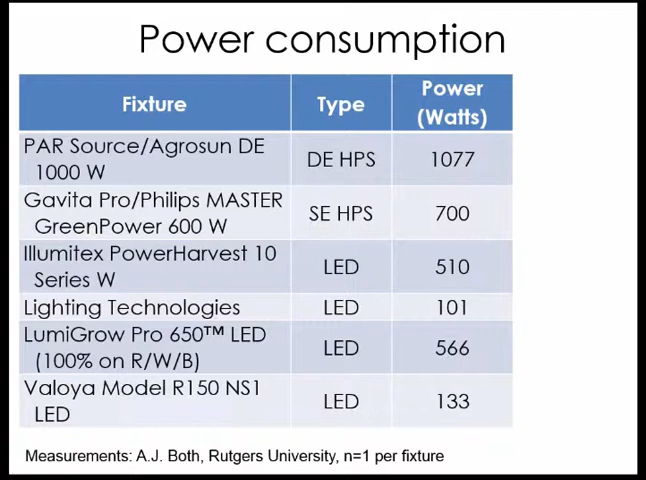 Power consumption
Fixture Type Power (Watts)
PAR Source/Agrosun DE
1000 W DE HPS 1077
Gavita Pro/Philips MASTER
GreenPower 600 W SE HPS 700
Illumitex PowerHarvest 10
Series W LED 510
Lighting Technologies LED 101
LumiGrow Pro 650™ LED
(100% on R/W/B) LED 566
Valoya Model R150 NS1
LED LED 133
Measurements: A.J. Both, Rutgers University, n=1 per fixture